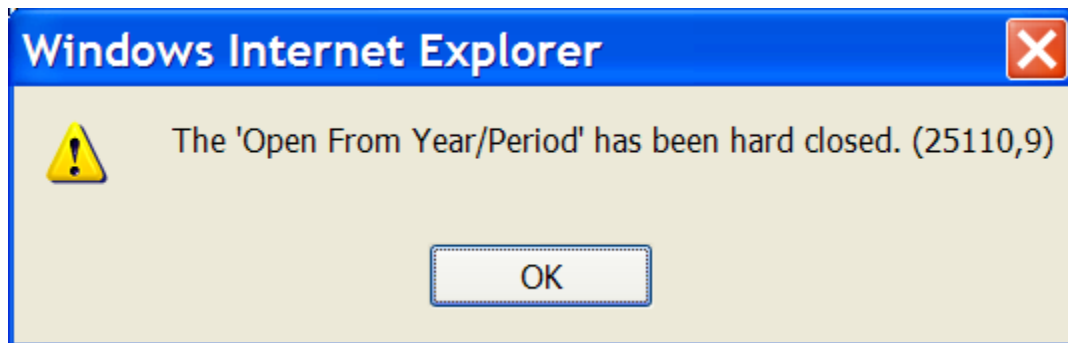 Windows Internet Explorer
The 'Open From Year/Period' has been hard closed. (25110,9)
OK